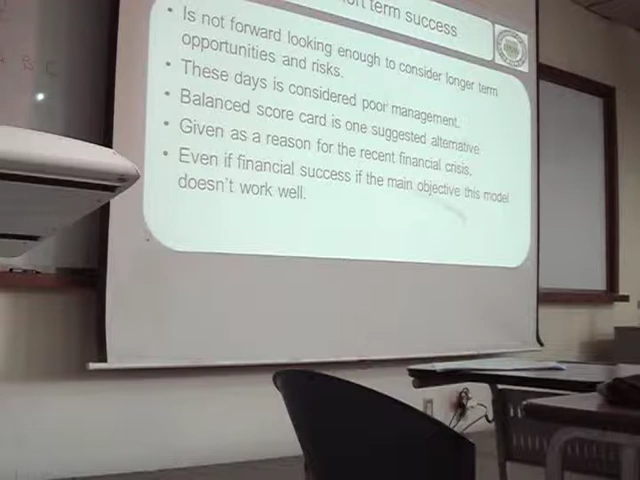 term success
• Is not forward looking enough to consider longer term
opportunities and risks.
• These days is considered poor management.
• Balanced score card is one suggested alternative
• Given as a reason for the recent financial crisis.
• Even if financial success if the main objective this model
doesn't work well.
B C